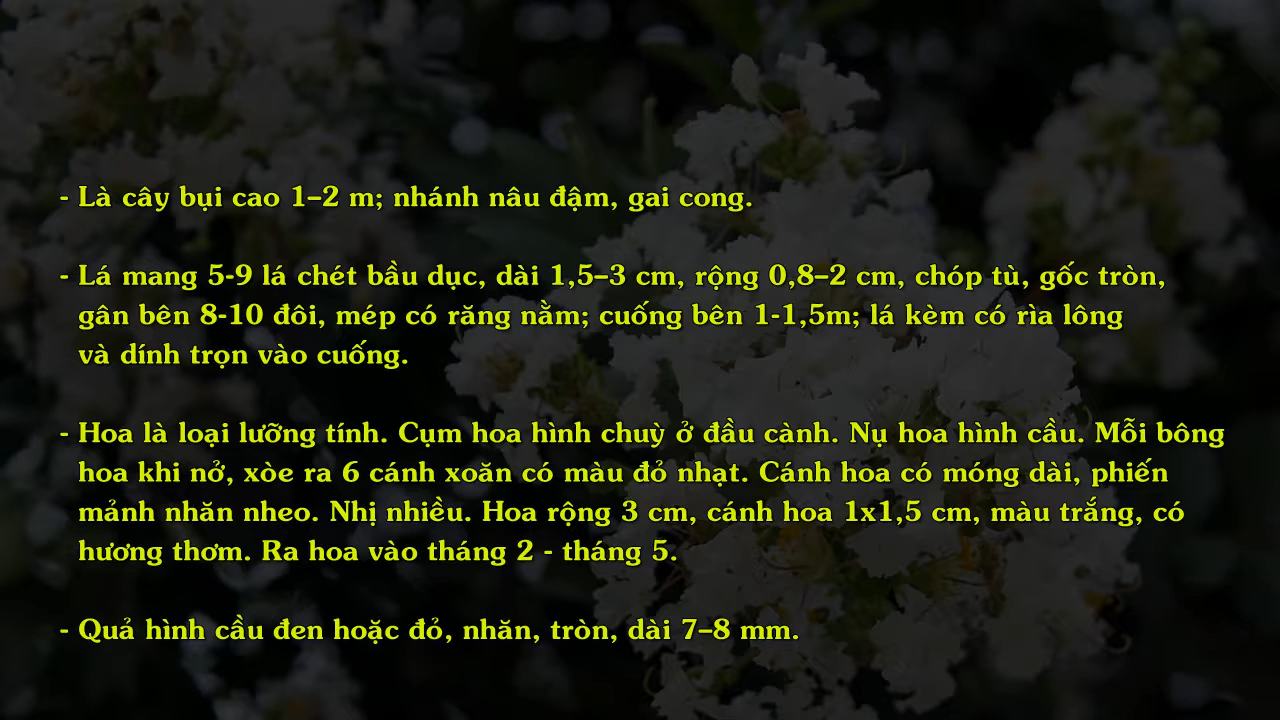 - Là cây bụi cao 1–2 m; nhánh nâu đậm, gai cong.
- Lá mang 5-9 lá chét bầu dục, dài 1,5–3 cm, rộng 0,8–2 cm, chóp tù, gốc tròn,
gân bên 8-10 đôi, mép có răng nằm; cuống bên 1-1,5m; lá kèm có rìa lông
và dính trọn vào cuống.
- Hoa là loại lưỡng tính. Cụm hoa hình chuỳ ở đầu cành. Nụ hoa hình cầu. Mỗi bông
hoa khi nở, xòe ra 6 cánh xoăn có màu đỏ nhạt. Cánh hoa có móng dài, phiến
mảnh nhăn nheo. Nhị nhiều. Hoa rộng 3 cm, cánh hoa 1x1,5 cm, màu trắng, có
hương thơm. Ra hoa vào tháng 2 - tháng 5.
- Quả hình cầu đen hoặc đỏ, nhăn, tròn, dài 7–8 mm.